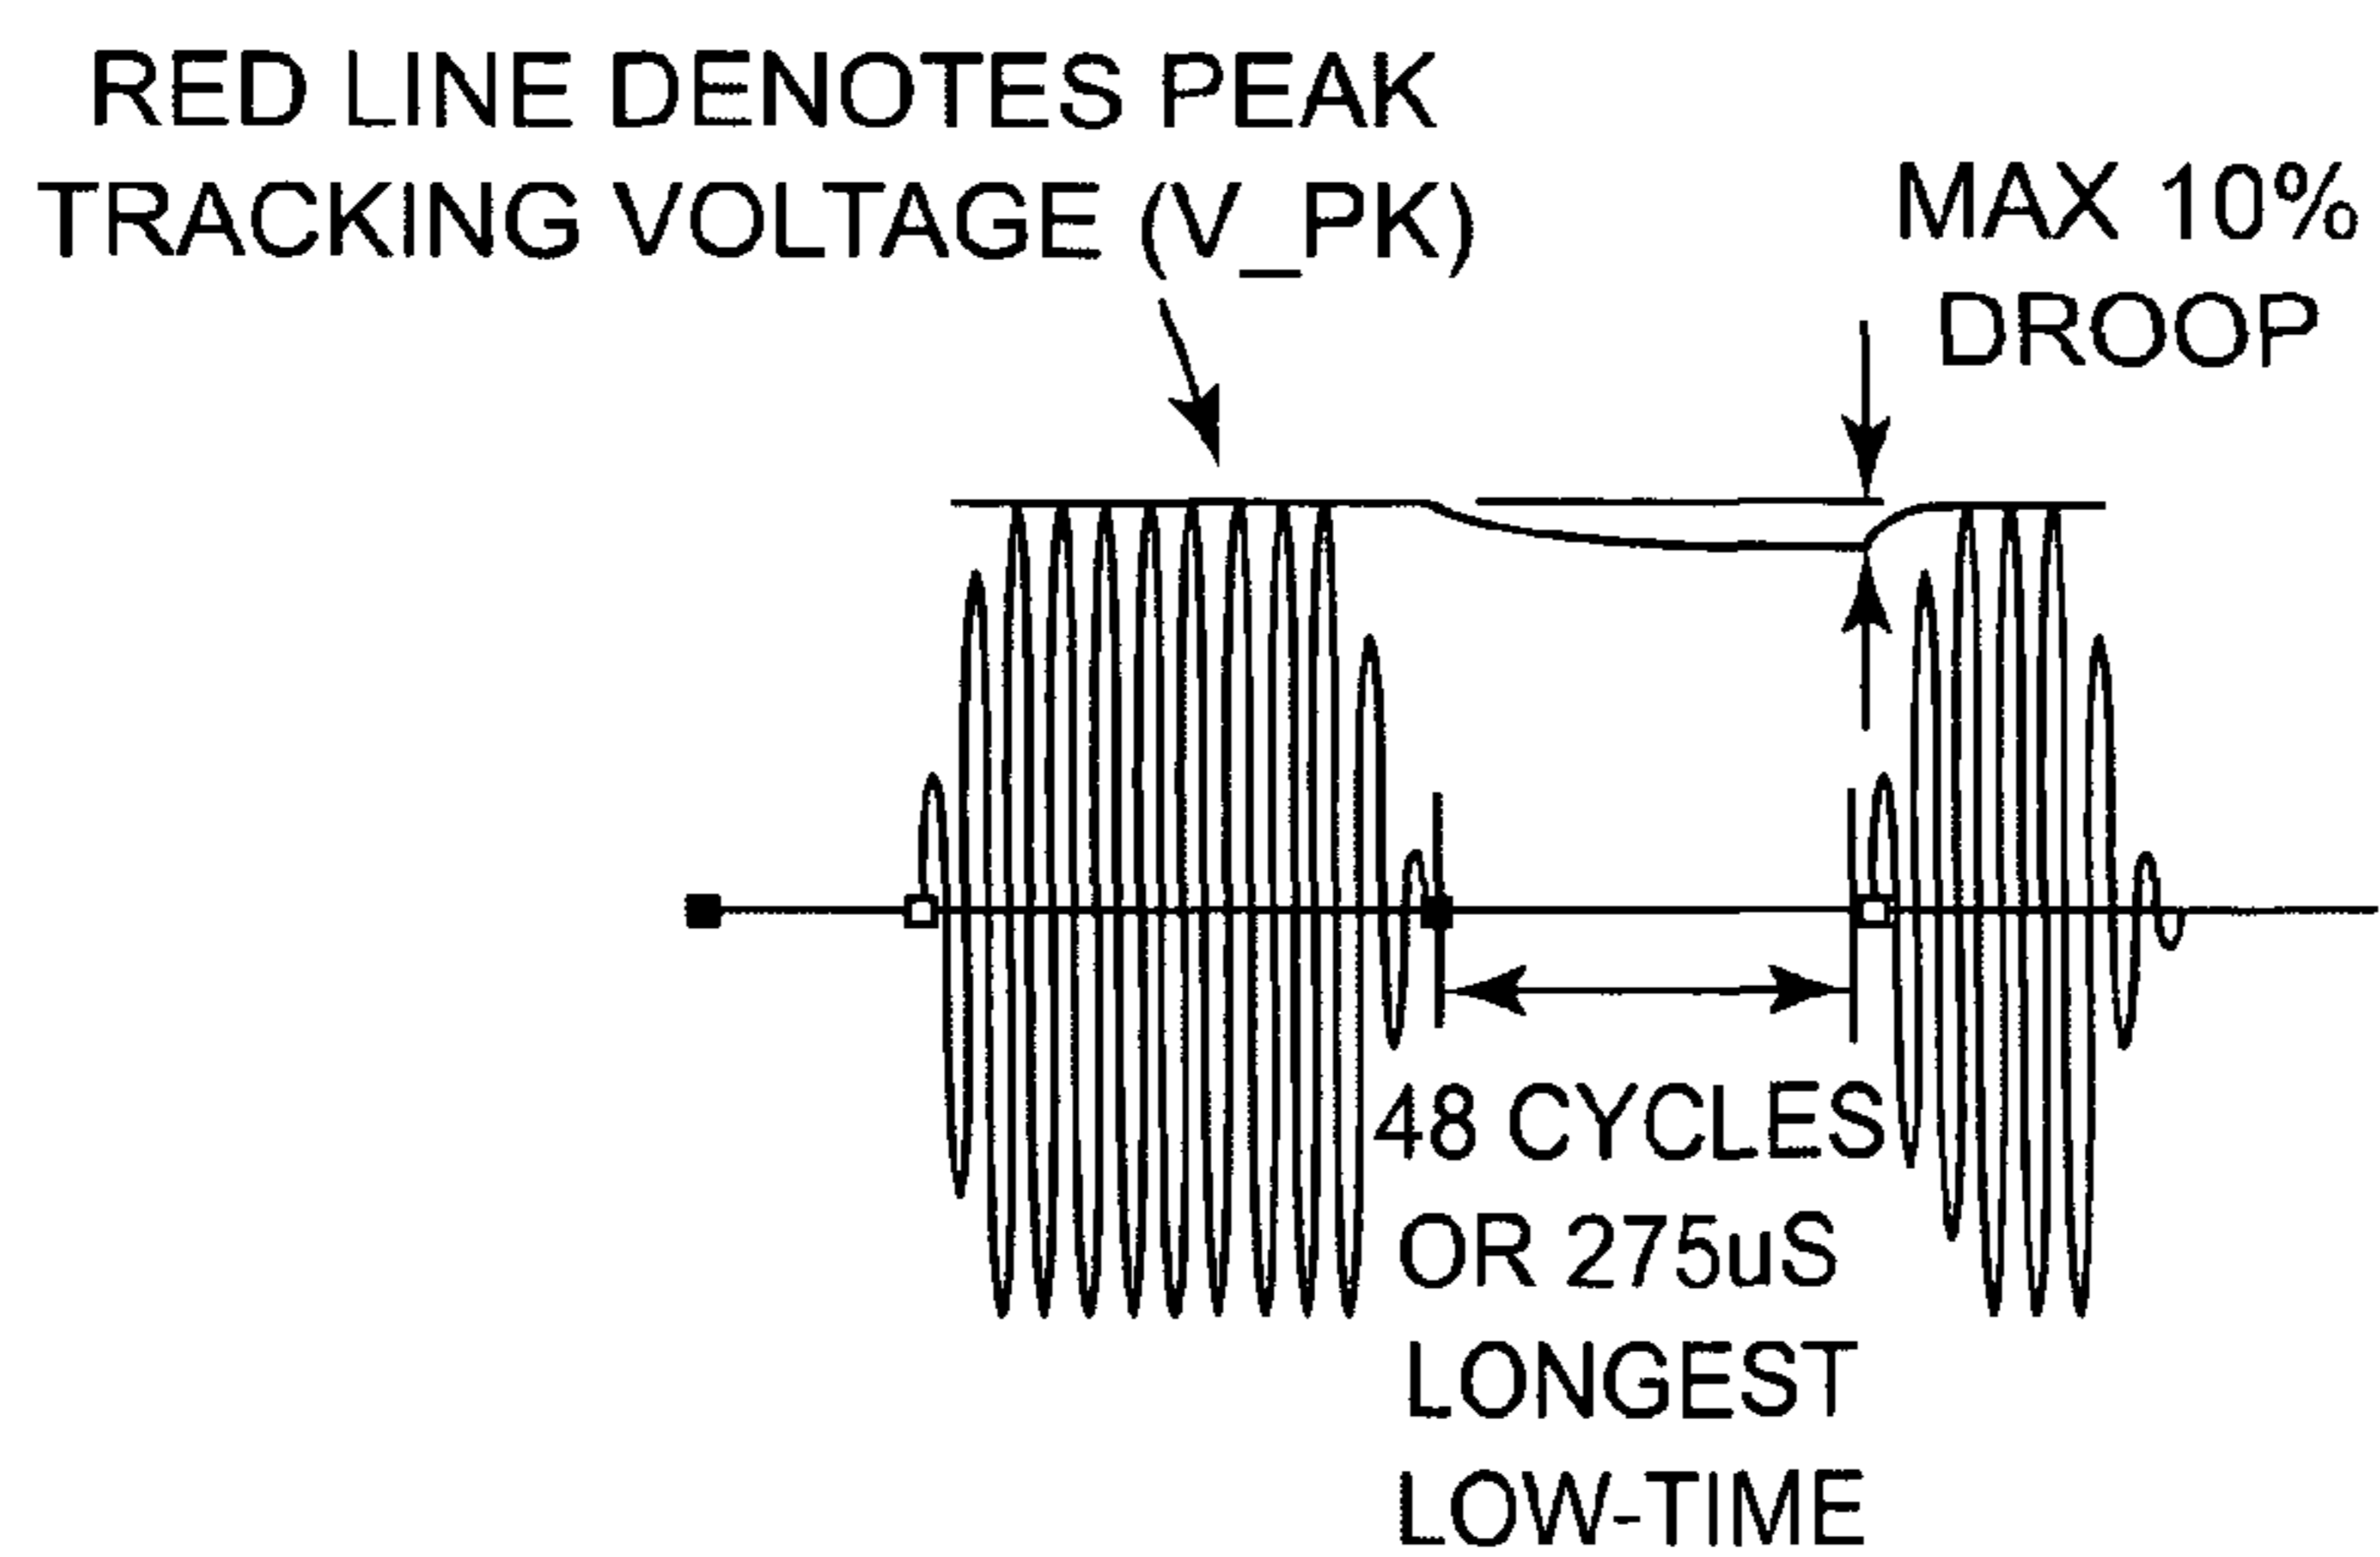 RED LINE DENOTES PEAK
TRACKING VOLTAGE (V_PK)
MAX 10%
DROOP
48 CYCLES
OR 275uS
LONGEST
LOW-TIME